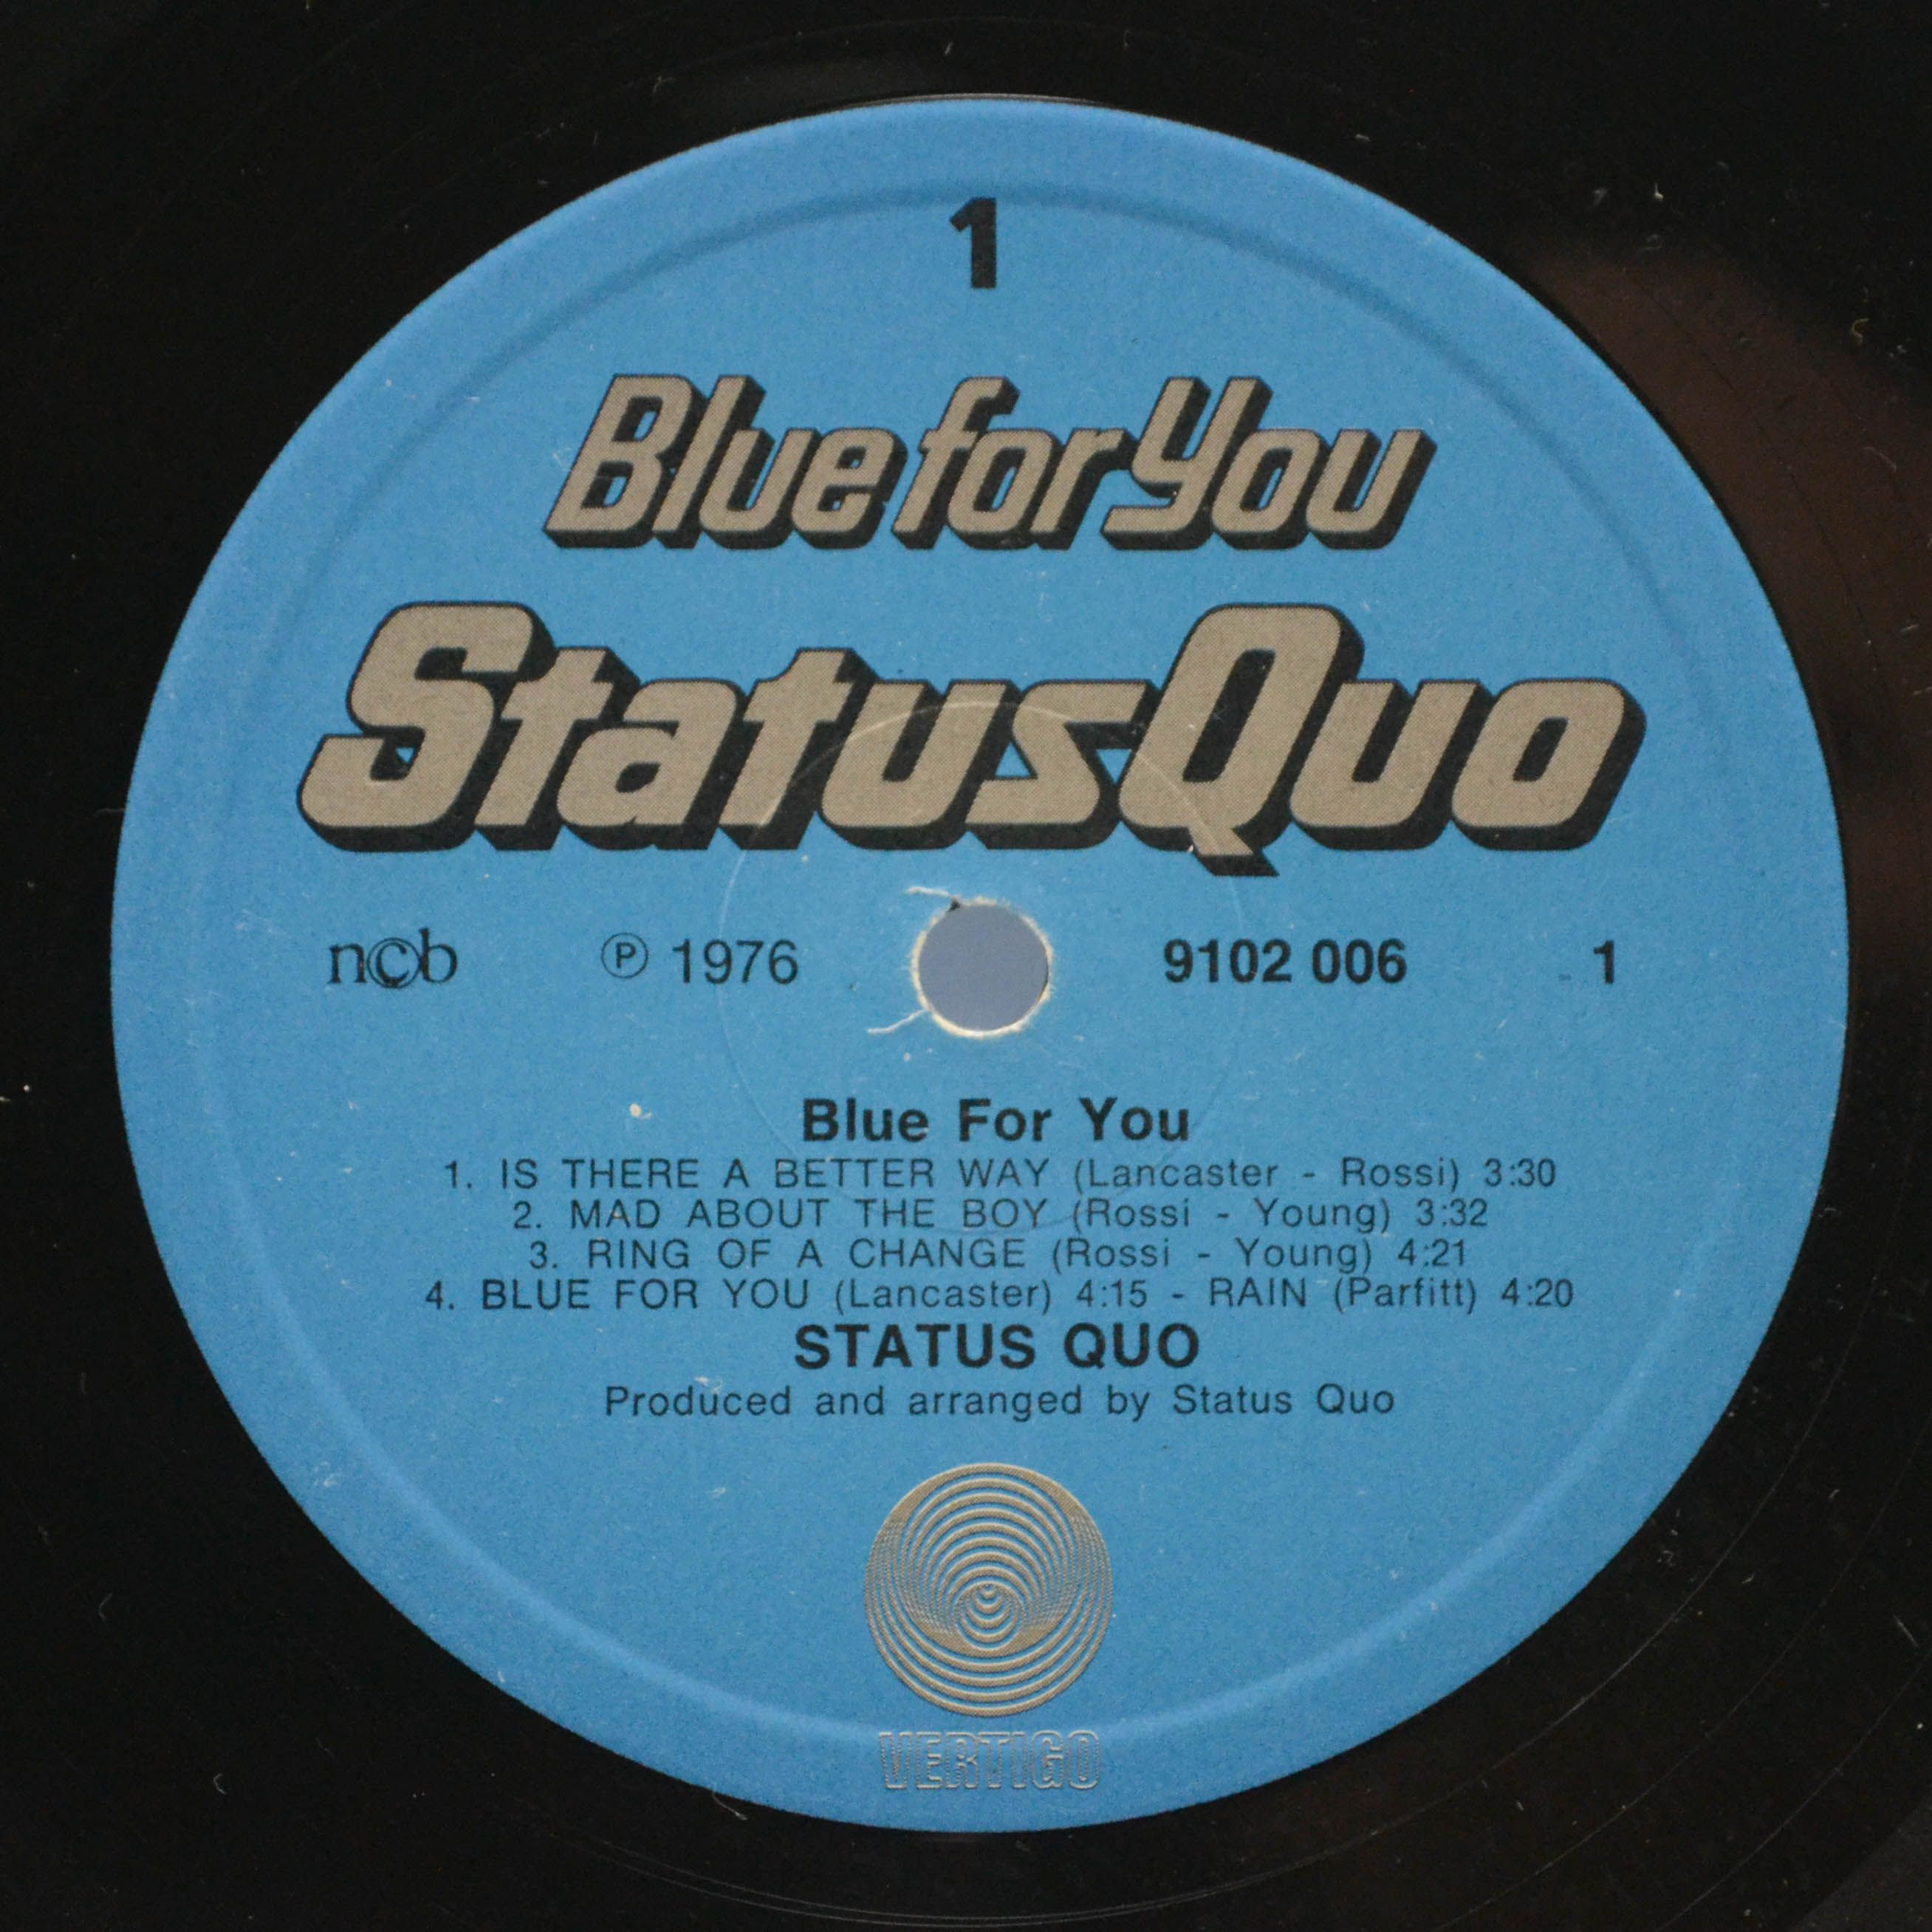 1
Blue for You
Status Quo
n©b ℗ 1976 9102 006 1
Blue For You
1. IS THERE A BETTER WAY (Lancaster - Rossi) 3:30
2. MAD ABOUT THE BOY (Rossi - Young) 3:32
3. RING OF A CHANGE (Rossi - Young) 4:21
4. BLUE FOR YOU (Lancaster) 4:15 - RAIN (Parfitt) 4:20
STATUS QUO
Produced and arranged by Status Quo
VERTIGO